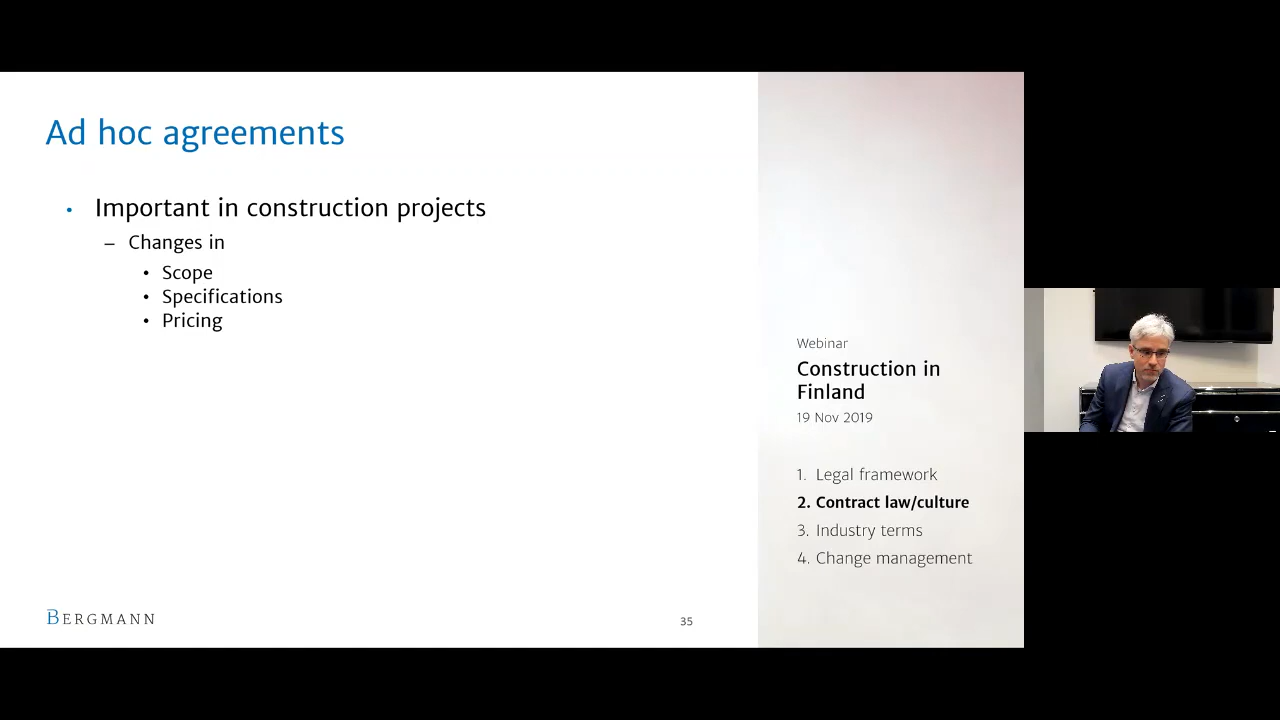 Ad hoc agreements
• Important in construction projects
– Changes in
• Scope
• Specifications
• Pricing
Webinar
Construction in
Finland
19 Nov 2019
1. Legal framework
2. Contract law/culture
3. Industry terms
4. Change management
BERGMANN
35